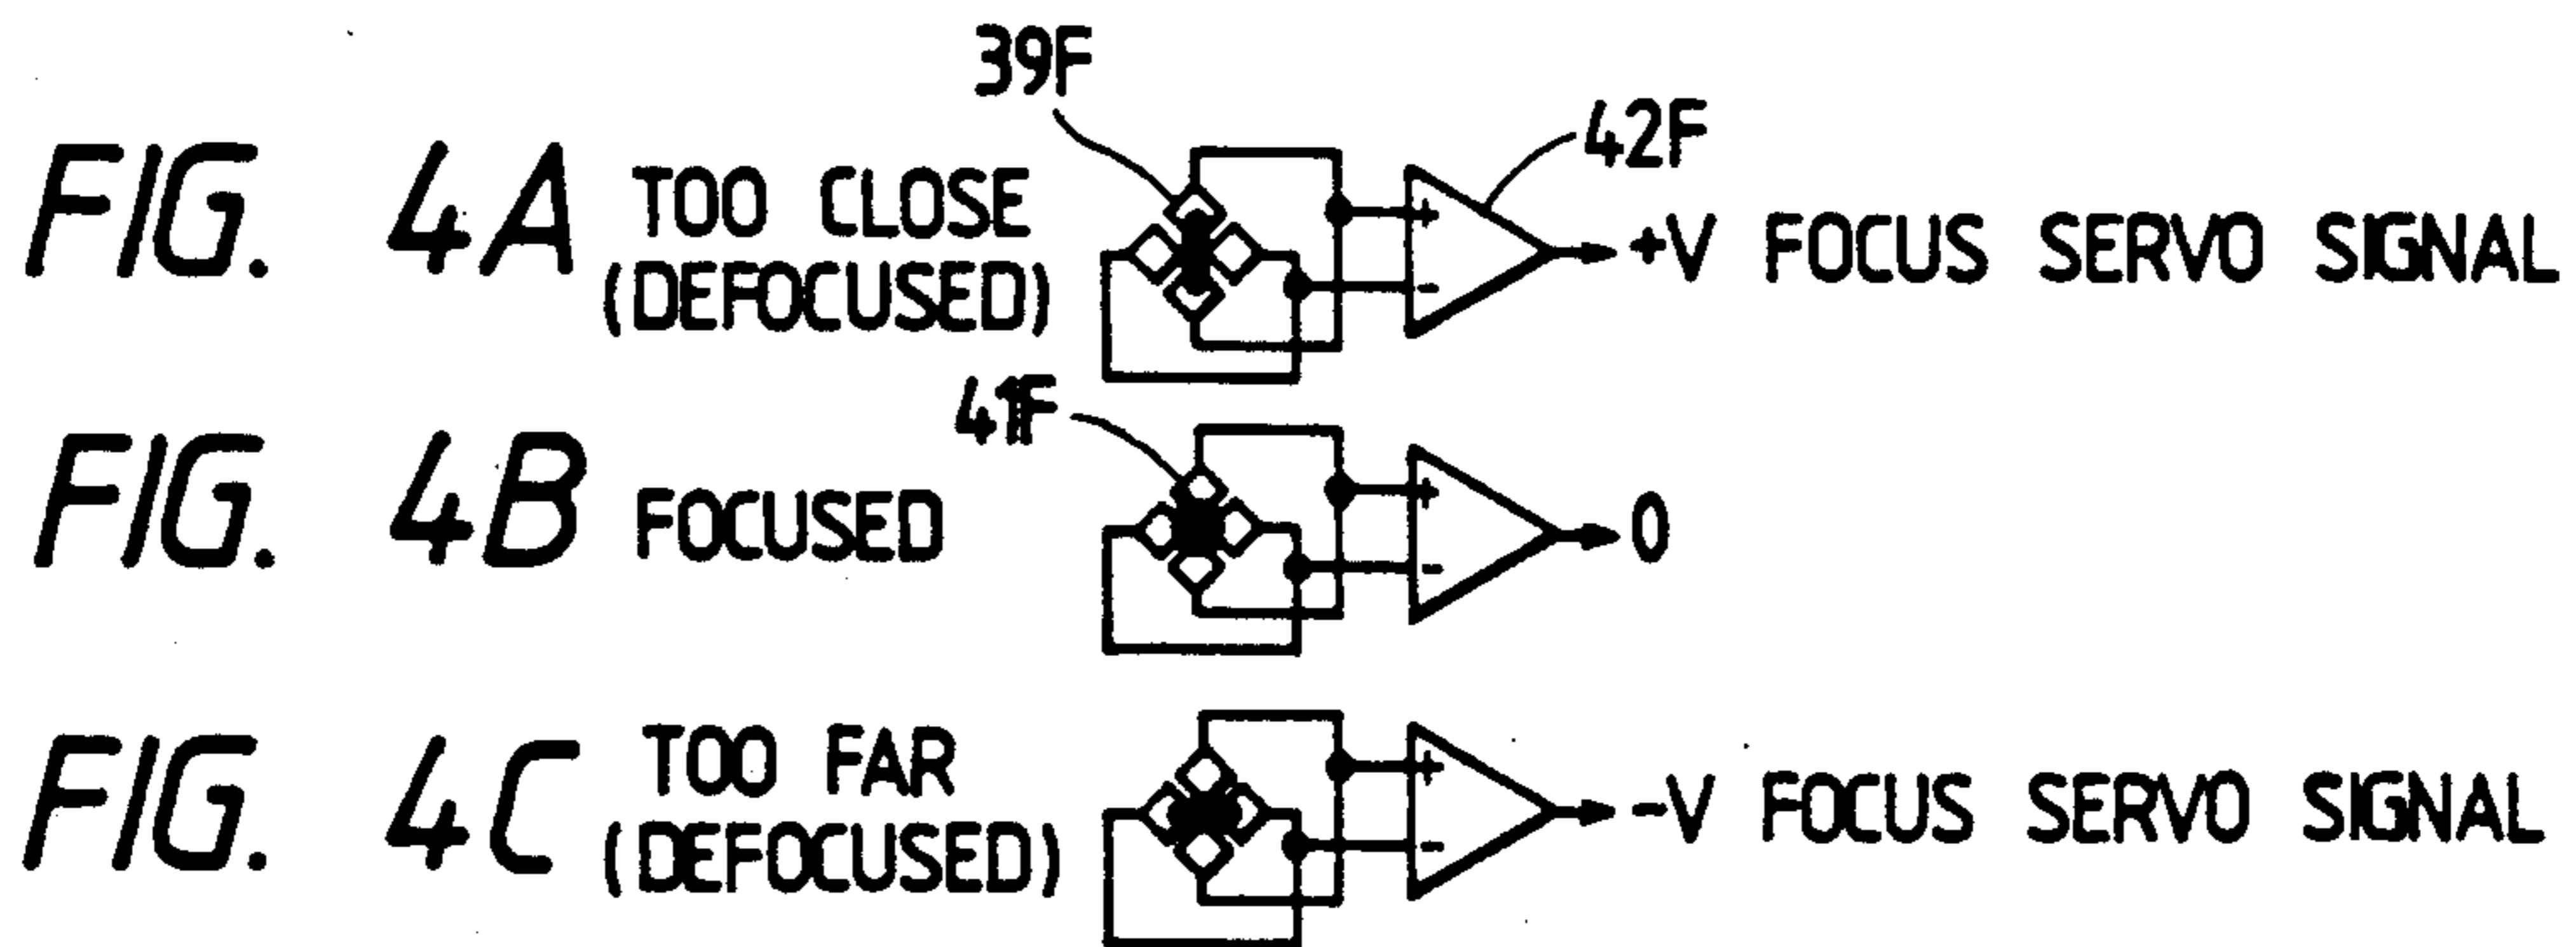 39F
42F
FIG. 4A TOO CLOSE
(DEFOCUSED)
+
-
+V FOCUS SERVO SIGNAL
41F
FIG. 4B FOCUSED
+
-
0
FIG. 4C TOO FAR
(DEFOCUSED)
+
-
-V FOCUS SERVO SIGNAL